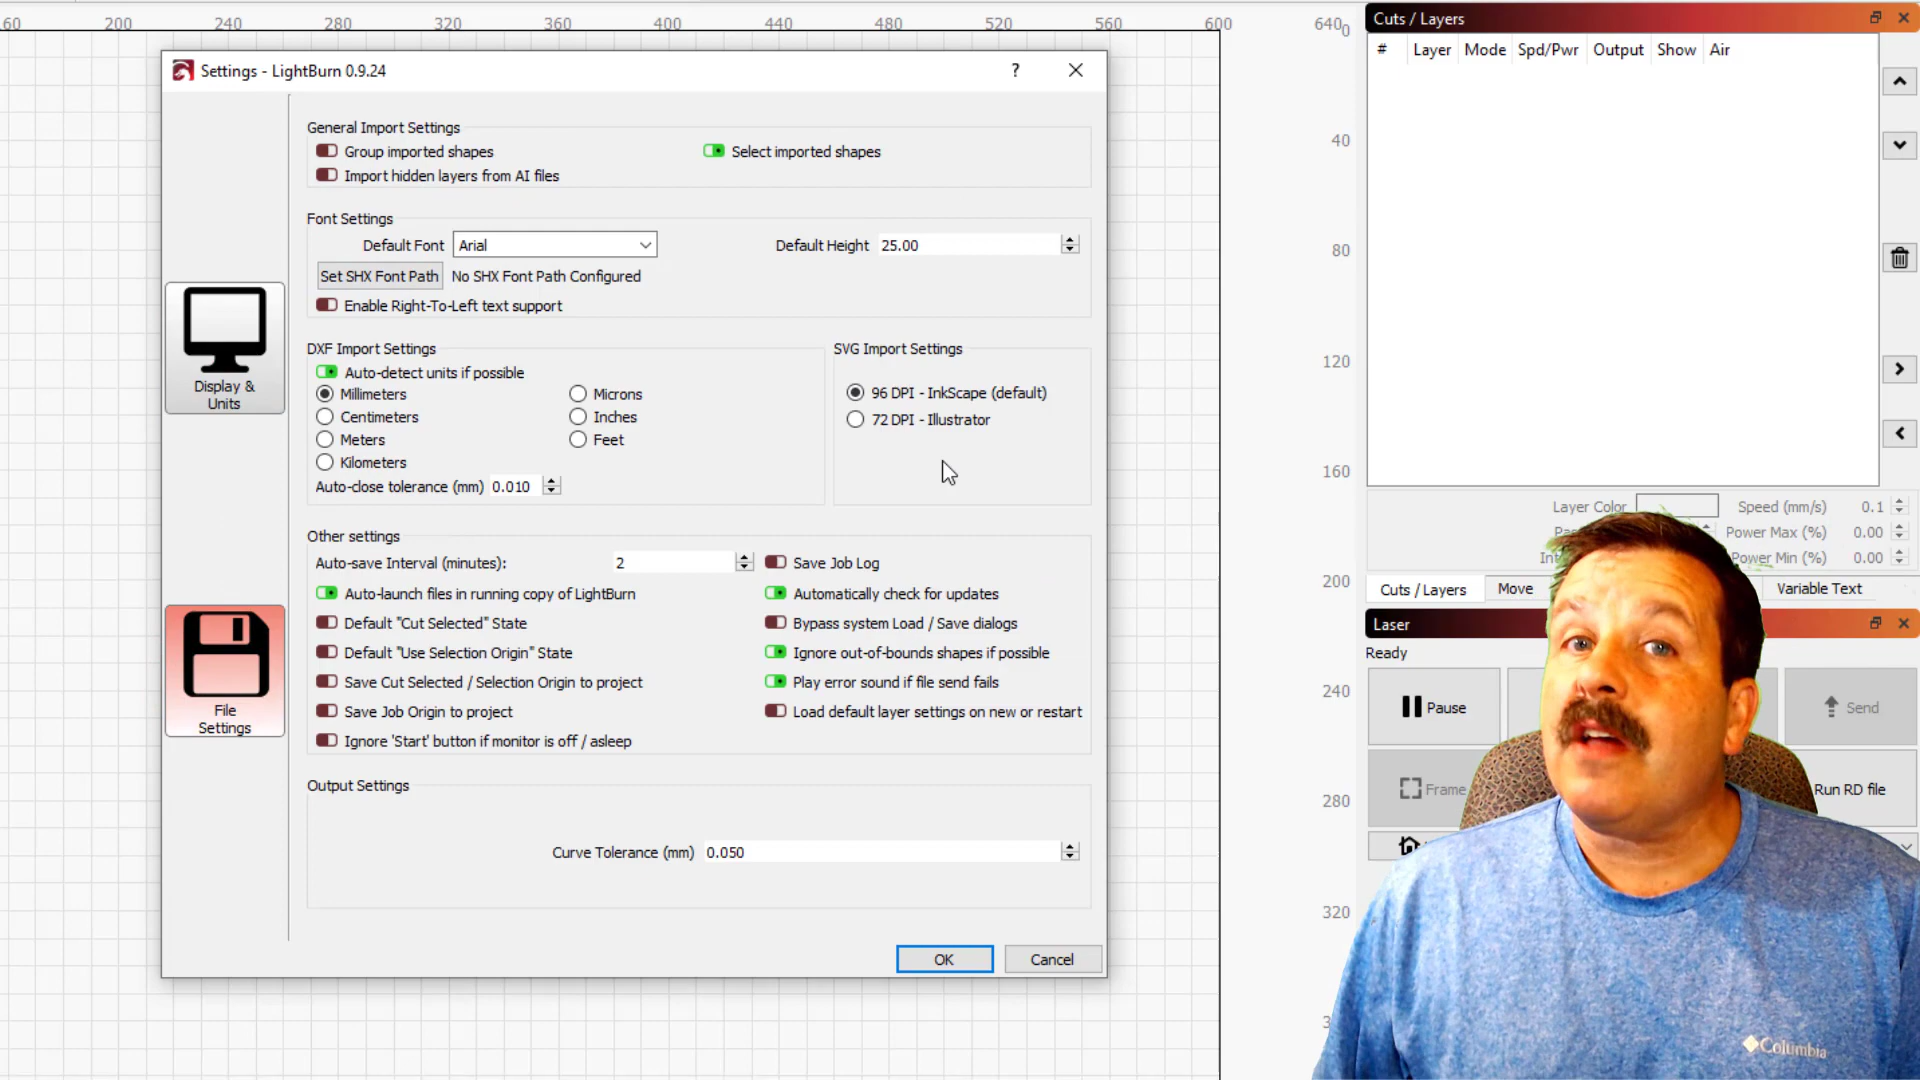 60 200 240 280 320 360 400 440 480 520 560 600 640
Settings - LightBurn 0.9.24
?
General Import Settings
Group imported shapes
Select imported shapes
Import hidden layers from AI files
Font Settings
Default Font Arial
Default Height 25.00
Set SHX Font Path No SHX Font Path Configured
Enable Right-To-Left text support
DXF Import Settings
Auto-detect units if possible
Millimeters
Microns
Centimeters
Inches
Meters
Feet
Kilometers
Auto-close tolerance (mm) 0.010
SVG Import Settings
96 DPI - InkScape (default)
72 DPI - Illustrator
Other settings
Auto-save Interval (minutes): 2
Save Job Log
Auto-launch files in running copy of LightBurn
Automatically check for updates
Default "Cut Selected" State
Bypass system Load / Save dialogs
Default "Use Selection Origin" State
Ignore out-of-bounds shapes if possible
Save Cut Selected / Selection Origin to project
Play error sound if file send fails
Save Job Origin to project
Load default layer settings on new or restart
Ignore 'Start' button if monitor is off / asleep
Output Settings
Curve Tolerance (mm) 0.050
OK
Cancel
Display &
Units
File
Settings
0
40
80
120
160
200
240
280
320
Cuts / Layers
# Layer Mode Spd/Pwr Output Show Air
Layer Color
Speed (mm/s) 0.1
Power Max (%) 0.00
Power Min (%) 0.00
Cuts / Layers
Move
Variable Text
Laser
Ready
Pause
Send
Frame
Run RD file
Columbia